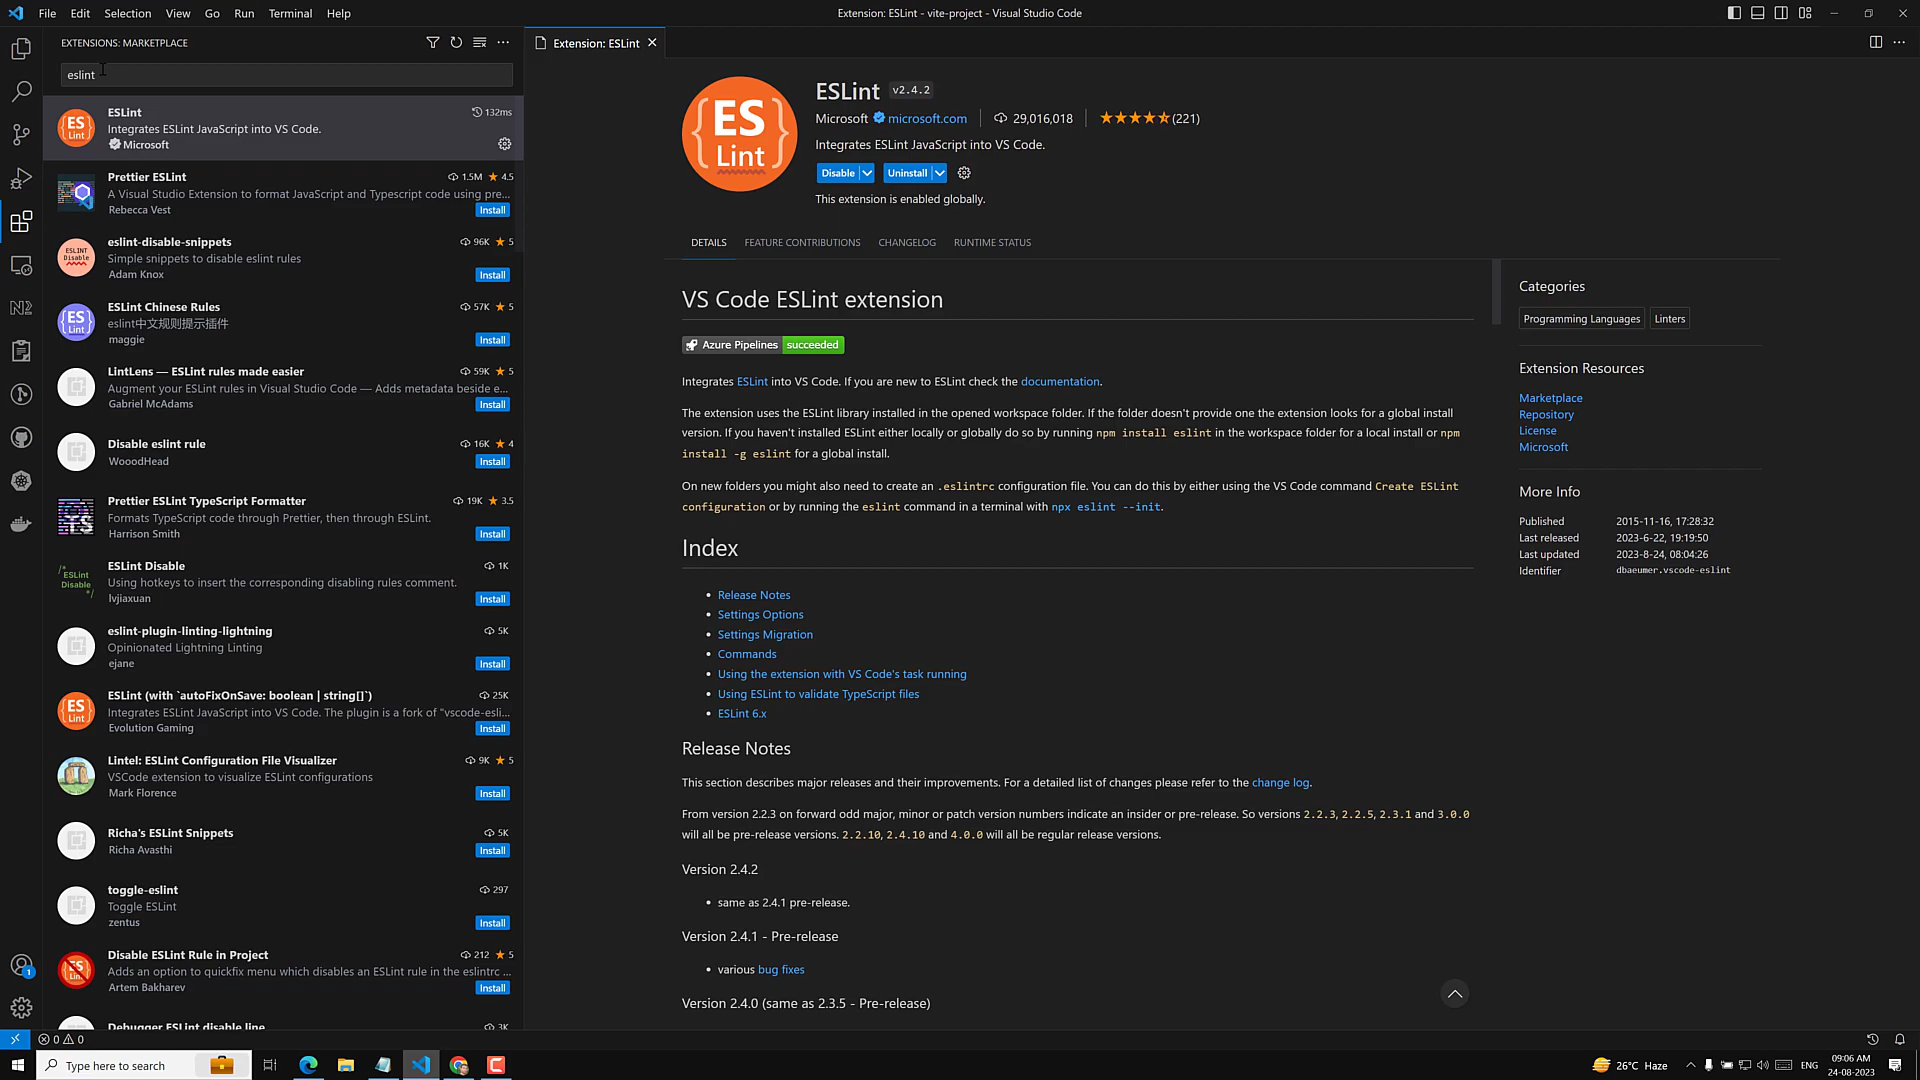 File Edit Selection View Go Run Terminal Help
Extension: ESLint - vite-project - Visual Studio Code
EXTENSIONS: MARKETPLACE
eslint
ESLint 132ms
Integrates ESLint JavaScript into VS Code.
Microsoft
Prettier ESLint 1.5M ★ 4.5
A Visual Studio Extension to format JavaScript and Typescript code using pre...
Rebecca Vest Install
eslint-disable-snippets 96K ★ 5
Simple snippets to disable eslint rules
Adam Knox Install
ESLint Chinese Rules 57K ★ 5
eslint中文规则提示插件
maggie Install
LintLens — ESLint rules made easier 59K ★ 5
Augment your ESLint rules in Visual Studio Code — Adds metadata beside e...
Gabriel McAdams Install
Disable eslint rule 16K ★ 4
WooodHead Install
Prettier ESLint TypeScript Formatter 19K ★ 3.5
Formats TypeScript code through Prettier, then through ESLint.
Harrison Smith Install
ESLint Disable 1K
Using hotkeys to insert the corresponding disabling rules comment.
lvjiaxuan Install
eslint-plugin-linting-lightning 5K
Opinionated Lightning Linting
ejane Install
ESLint (with `autoFixOnSave: boolean | string[]`) 25K
Integrates ESLint JavaScript into VS Code. The plugin is a fork of "vscode-esli...
Evolution Gaming Install
Lintel: ESLint Configuration File Visualizer 9K ★ 5
VSCode extension to visualize ESLint configurations
Mark Florence Install
Richa's ESLint Snippets 5K
Richa Avasthi Install
toggle-eslint 297
Toggle ESLint
zentus Install
Disable ESLint Rule in Project 212 ★ 5
Adds an option to quickfix menu which disables an ESLint rule in the eslintrc ...
Artem Bakharev Install
Debugger ESLint disable line 3K
Extension: ESLint
ES Lint
ESLint v2.4.2
Microsoft microsoft.com 29,016,018 (221)
Integrates ESLint JavaScript into VS Code.
Disable Uninstall
This extension is enabled globally.
DETAILS FEATURE CONTRIBUTIONS CHANGELOG RUNTIME STATUS
VS Code ESLint extension
Azure Pipelines succeeded
Integrates ESLint into VS Code. If you are new to ESLint check the documentation.
The extension uses the ESLint library installed in the opened workspace folder. If the folder doesn't provide one the extension looks for a global install
version. If you haven't installed ESLint either locally or globally do so by running npm install eslint in the workspace folder for a local install or npm
install -g eslint for a global install.
On new folders you might also need to create an .eslintrc configuration file. You can do this by either using the VS Code command Create ESLint
configuration or by running the eslint command in a terminal with npx eslint --init.
Index
• Release Notes
• Settings Options
• Settings Migration
• Commands
• Using the extension with VS Code's task running
• Using ESLint to validate TypeScript files
• ESLint 6.x
Release Notes
This section describes major releases and their improvements. For a detailed list of changes please refer to the change log.
From version 2.2.3 on forward odd major, minor or patch version numbers indicate an insider or pre-release. So versions 2.2.3, 2.2.5, 2.3.1 and 3.0.0
will all be pre-release versions. 2.2.10, 2.4.10 and 4.0.0 will all be regular release versions.
Version 2.4.2
• same as 2.4.1 pre-release.
Version 2.4.1 - Pre-release
• various bug fixes
Version 2.4.0 (same as 2.3.5 - Pre-release)
Categories
Programming Languages Linters
Extension Resources
Marketplace
Repository
License
Microsoft
More Info
Published 2015-11-16, 17:28:32
Last released 2023-6-22, 19:19:50
Last updated 2023-8-24, 08:04:26
Identifier dbaeumer.vscode-eslint
1
0 0
Type here to search
26°C Haze
ENG
09:06 AM
24-08-2023